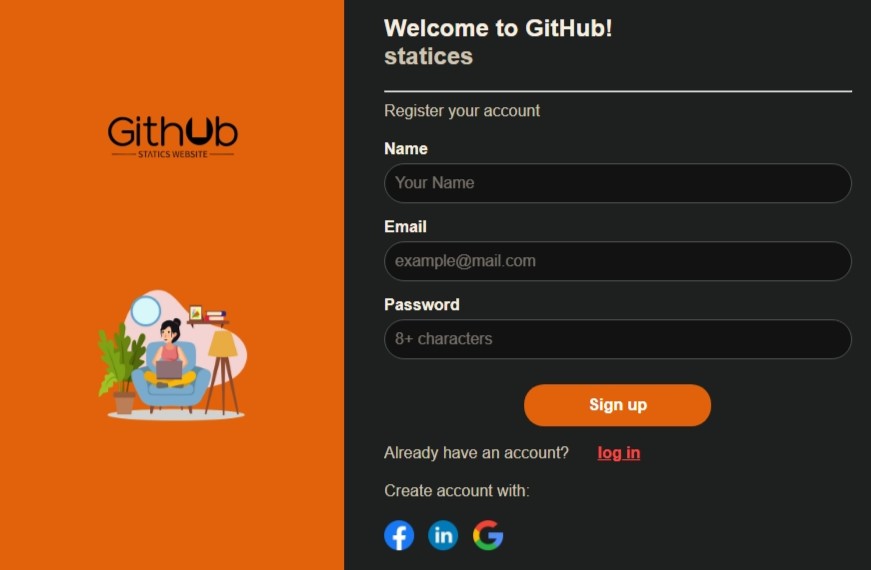 GithUb
STATICS WEBSITE
Welcome to GitHub!
statices
Register your account
Name
Your Name
Email
example@mail.com
Password
8+ characters
Sign up
Already have an account? log in
Create account with:
f in G